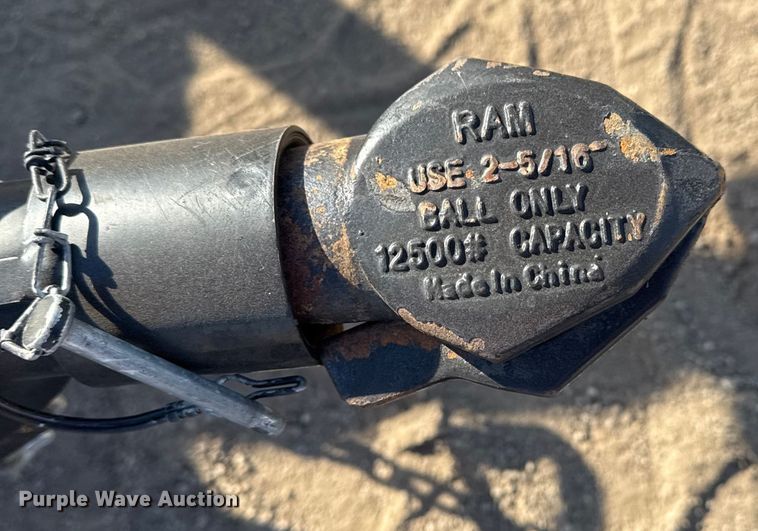 RAM
USE 2-5/16"
BALL ONLY
12500# CAPACITY
Made In China
Purple Wave Auction